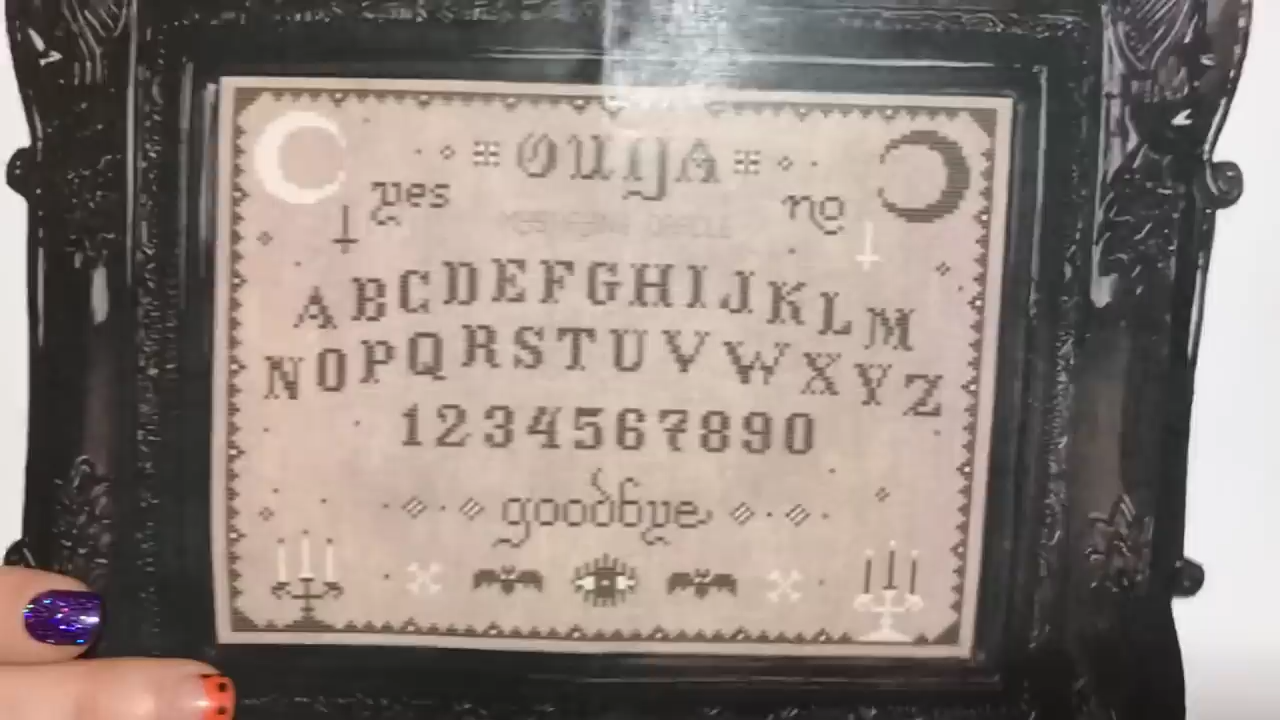 OUIJA
yes no
ABCDEFGHIJKLM
NOPQRSTUVWXYZ
1234567890
goodbye